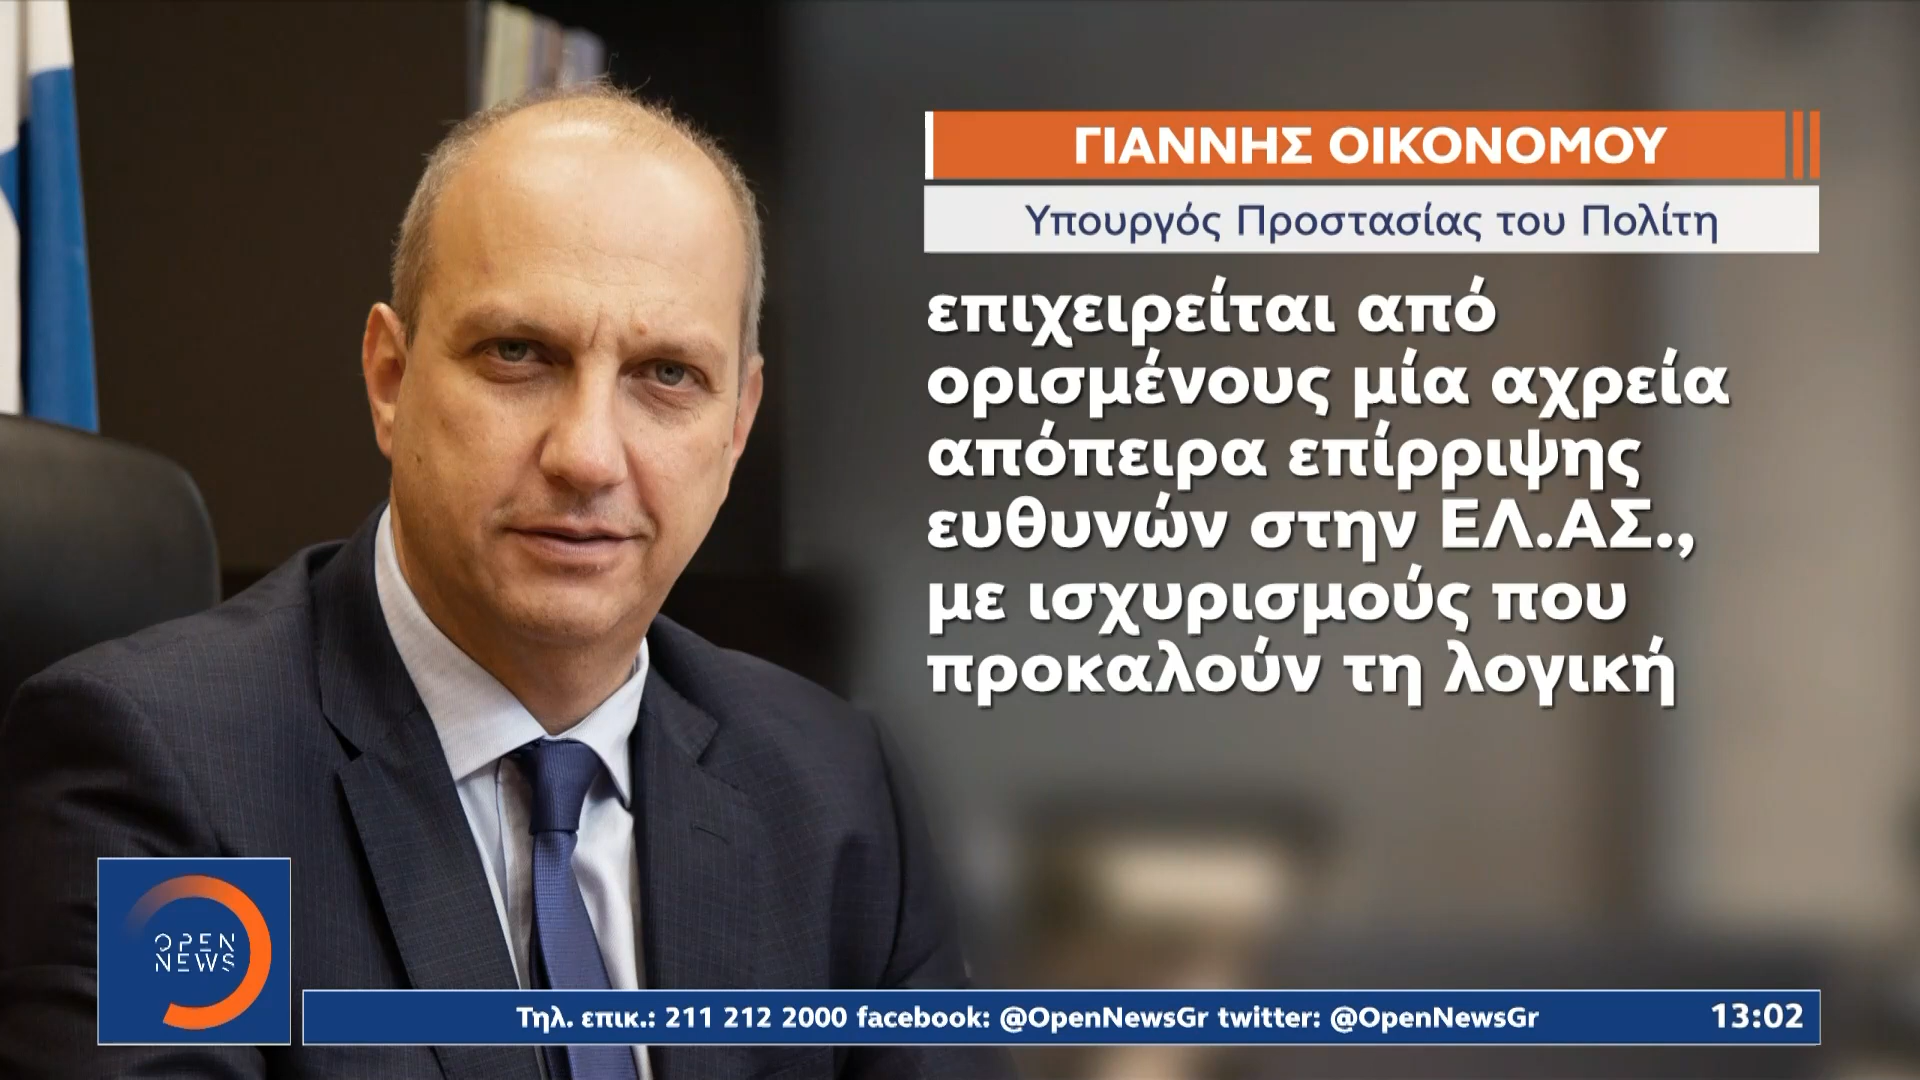 ΓΙΑΝΝΗΣ ΟΙΚΟΝΟΜΟΥ
Υπουργός Προστασίας του Πολίτη
επιχειρείται από
ορισμένους μία αχρεία
απόπειρα επίρριψης
ευθυνών στην ΕΛ.ΑΣ.,
με ισχυρισμούς που
προκαλούν τη λογική
OPEN
NEWS
Τηλ. επικ.: 211 212 2000 facebook: @OpenNewsGr twitter: @OpenNewsGr
13:02